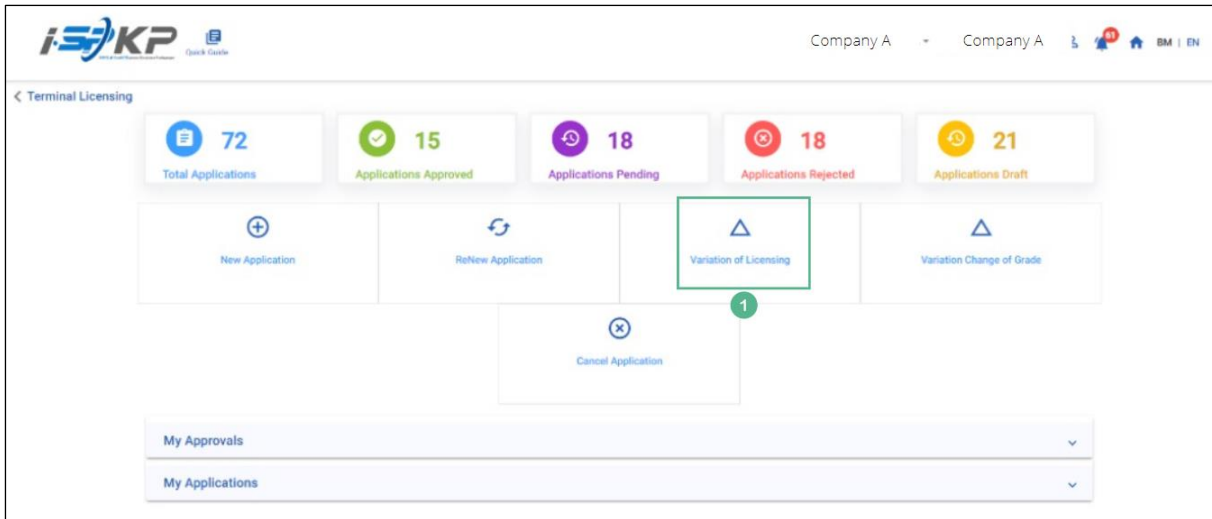 i-SPKP
Quick Guide
Company A
Company A
61
BM | EN
Terminal Licensing
72
Total Applications
15
Applications Approved
18
Applications Pending
18
Applications Rejected
21
Applications Draft
New Application
ReNew Application
Variation of Licensing
Variation Change of Grade
1
Cancel Application
My Approvals
My Applications